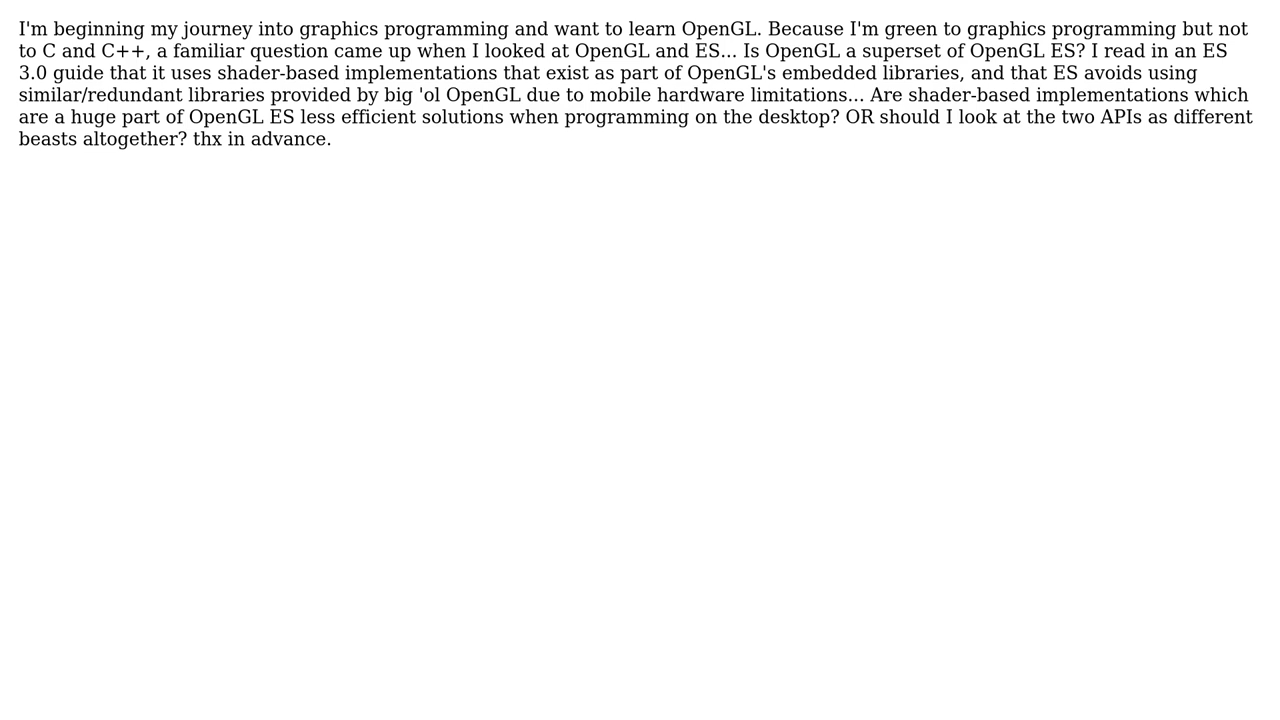 I'm beginning my journey into graphics programming and want to learn OpenGL. Because I'm green to graphics programming but not
to C and C++, a familiar question came up when I looked at OpenGL and ES... Is OpenGL a superset of OpenGL ES? I read in an ES
3.0 guide that it uses shader-based implementations that exist as part of OpenGL's embedded libraries, and that ES avoids using
similar/redundant libraries provided by big 'ol OpenGL due to mobile hardware limitations... Are shader-based implementations which
are a huge part of OpenGL ES less efficient solutions when programming on the desktop? OR should I look at the two APIs as different
beasts altogether? thx in advance.